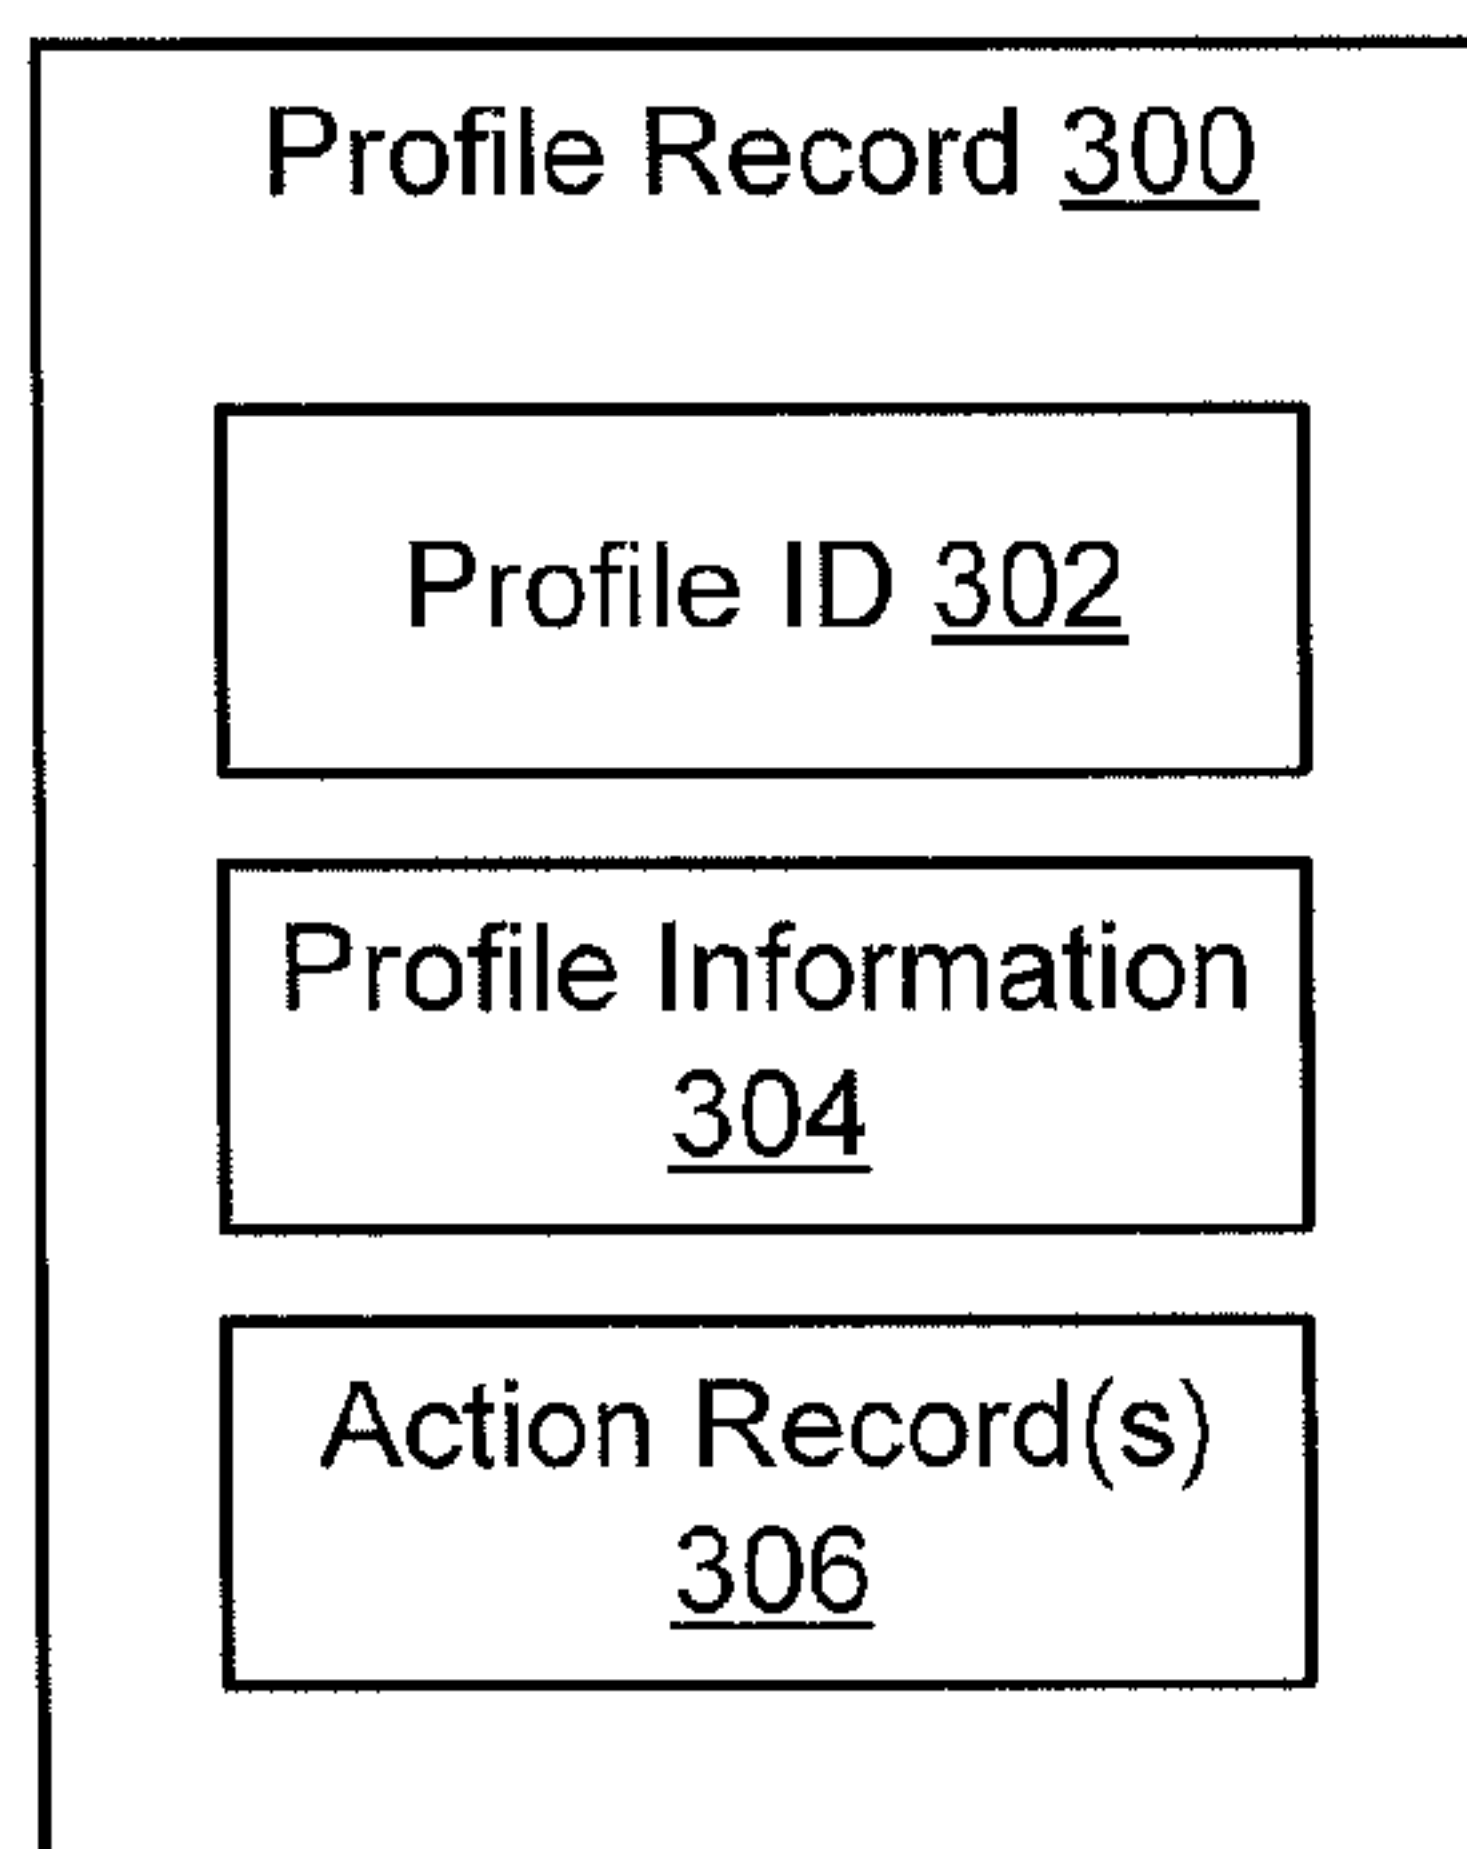 Profile Record 300
Profile ID 302
Profile Information
304
Action Record(s)
306